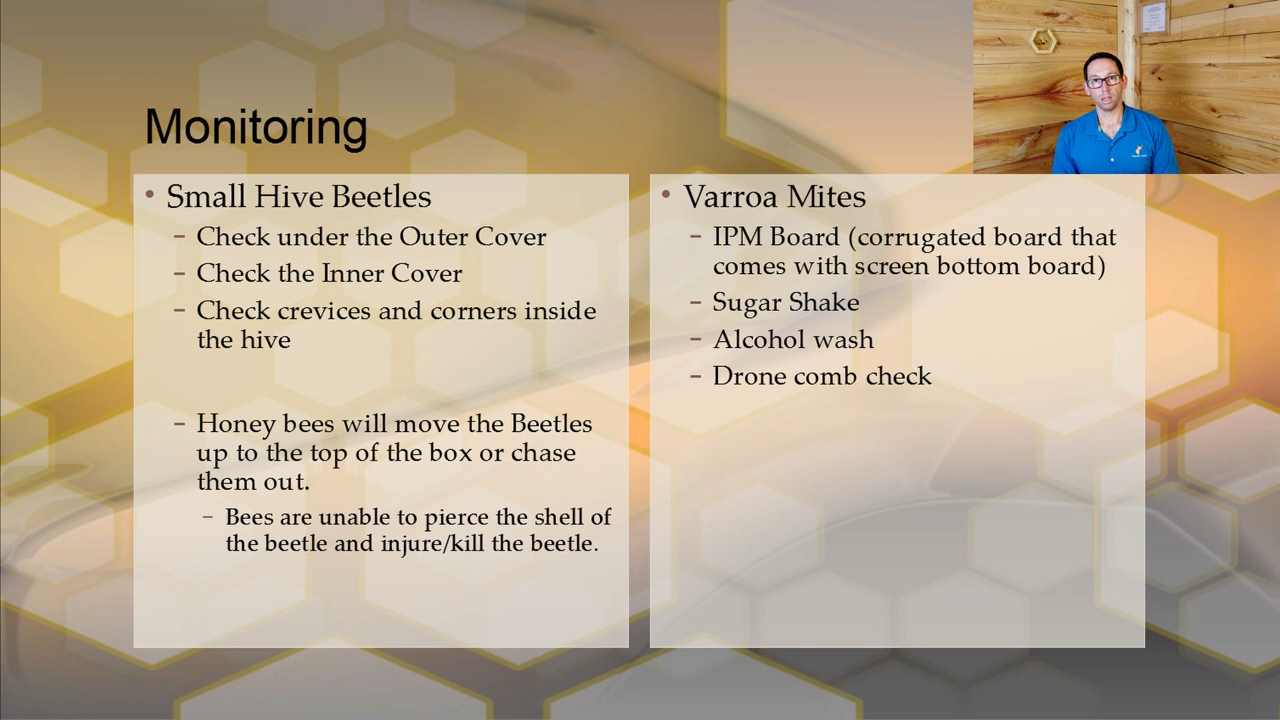 Monitoring
• Small Hive Beetles
– Check under the Outer Cover
– Check the Inner Cover
– Check crevices and corners inside
the hive
– Honey bees will move the Beetles
up to the top of the box or chase
them out.
– Bees are unable to pierce the shell of
the beetle and injure/kill the beetle.
• Varroa Mites
– IPM Board (corrugated board that
comes with screen bottom board)
– Sugar Shake
– Alcohol wash
– Drone comb check